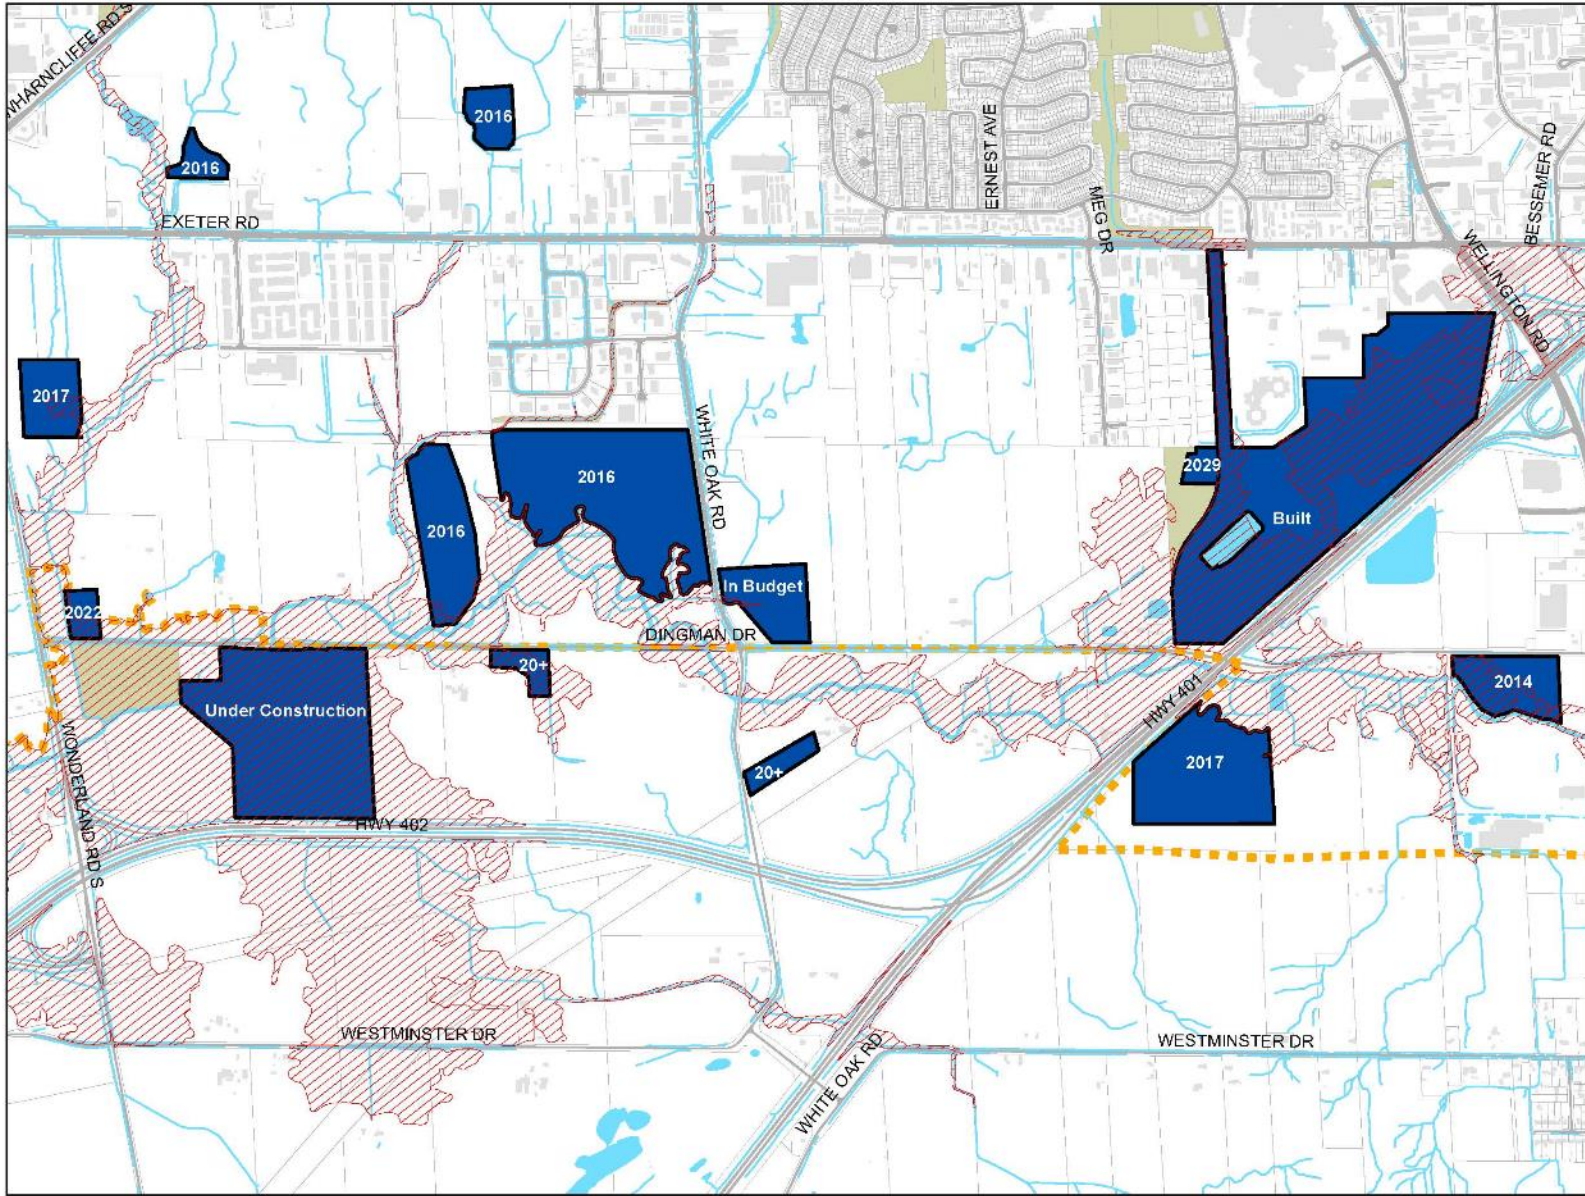 WHARNCLIFFE RD S
2016
2016
EXETER RD
ERNEST AVE
MEG DR
BESSEMER RD
WELLINGTON RD
2017
WHITE OAK RD
2016
2016
2029
Built
In Budget
2022
DINGMAN DR
20+
Under Construction
HWY 401
2014
2017
20+
WONDERLAND RD S
HWY 402
WESTMINSTER DR
WHITE OAK RD
WESTMINSTER DR